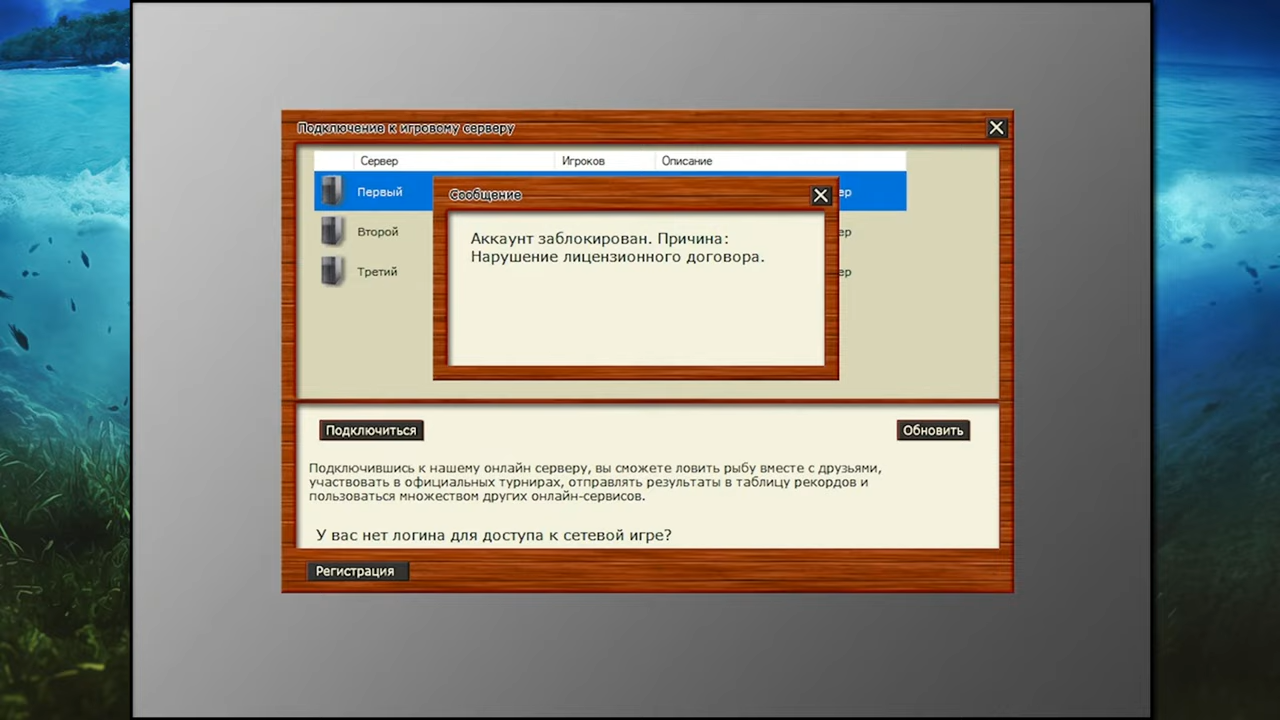 Подключение к игровому серверу
Сервер Игроков Описание
Первый
Второй
Третий
Сообщение
Аккаунт заблокирован. Причина:
Нарушение лицензионного договора.
Подключиться
Обновить
Подключившись к нашему онлайн серверу, вы сможете ловить рыбу вместе с друзьями,
участвовать в официальных турнирах, отправлять результаты в таблицу рекордов и
пользоваться множеством других онлайн-сервисов.
У вас нет логина для доступа к сетевой игре?
Регистрация